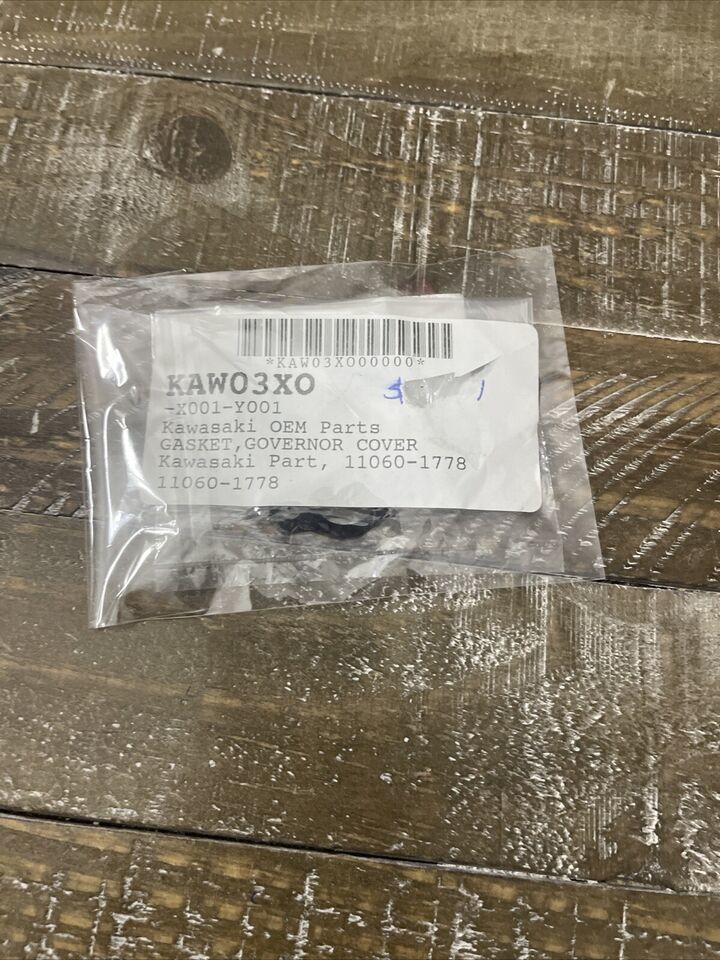 *KAW03X000000*
KAW03XO
-X001-Y001
Kawasaki OEM Parts
GASKET,GOVERNOR COVER
Kawasaki Part, 11060-1778
11060-1778